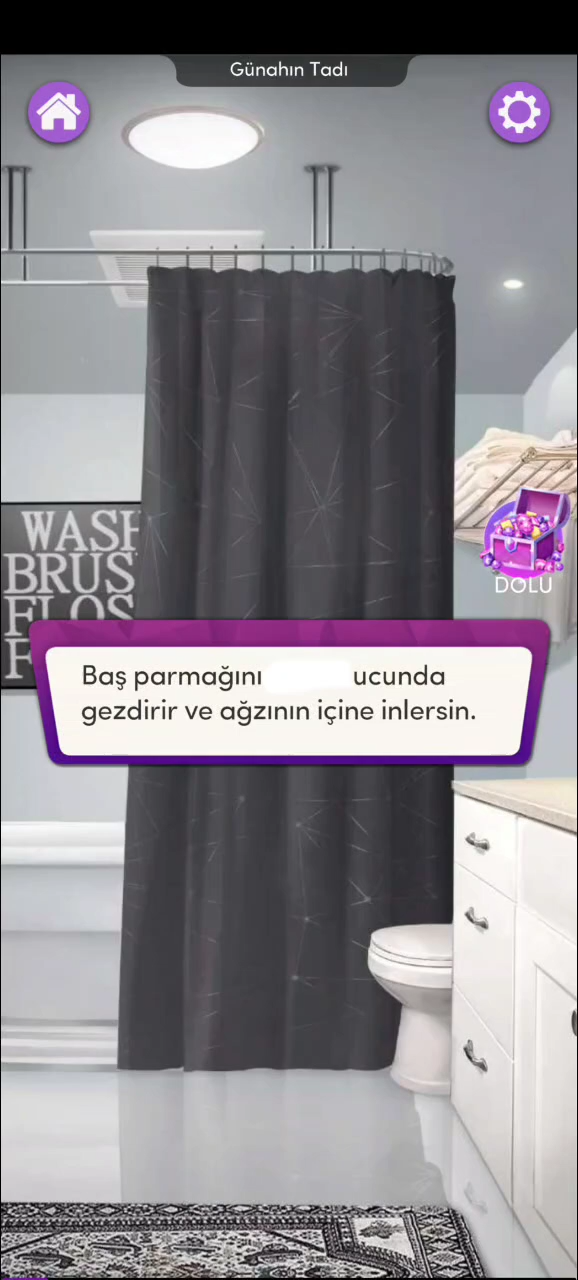 Günahın Tadı
WASH
BRUS
FLOS
F
DOLU
Baş parmağını ucunda
gezdirir ve ağzının içine inlersin.